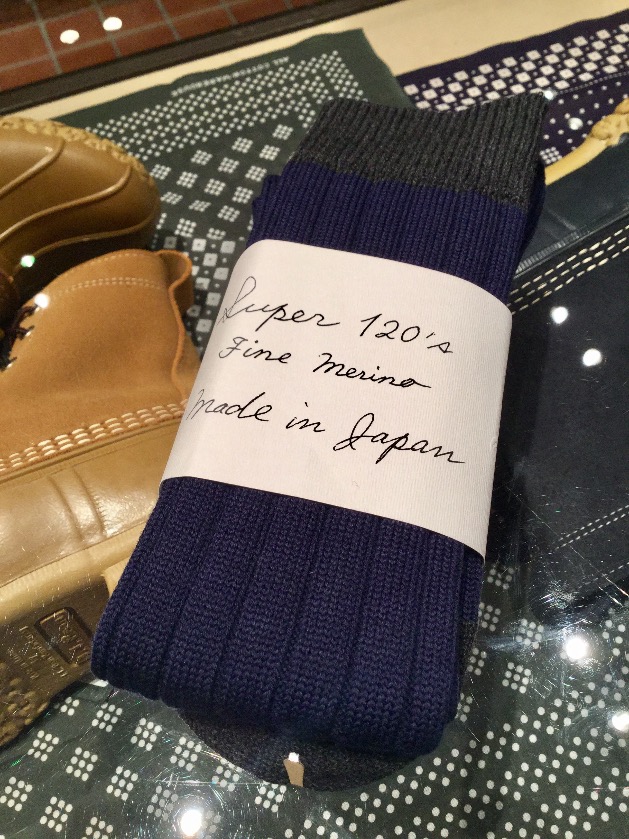 Super 120's
Fine Merino
Made in Japan